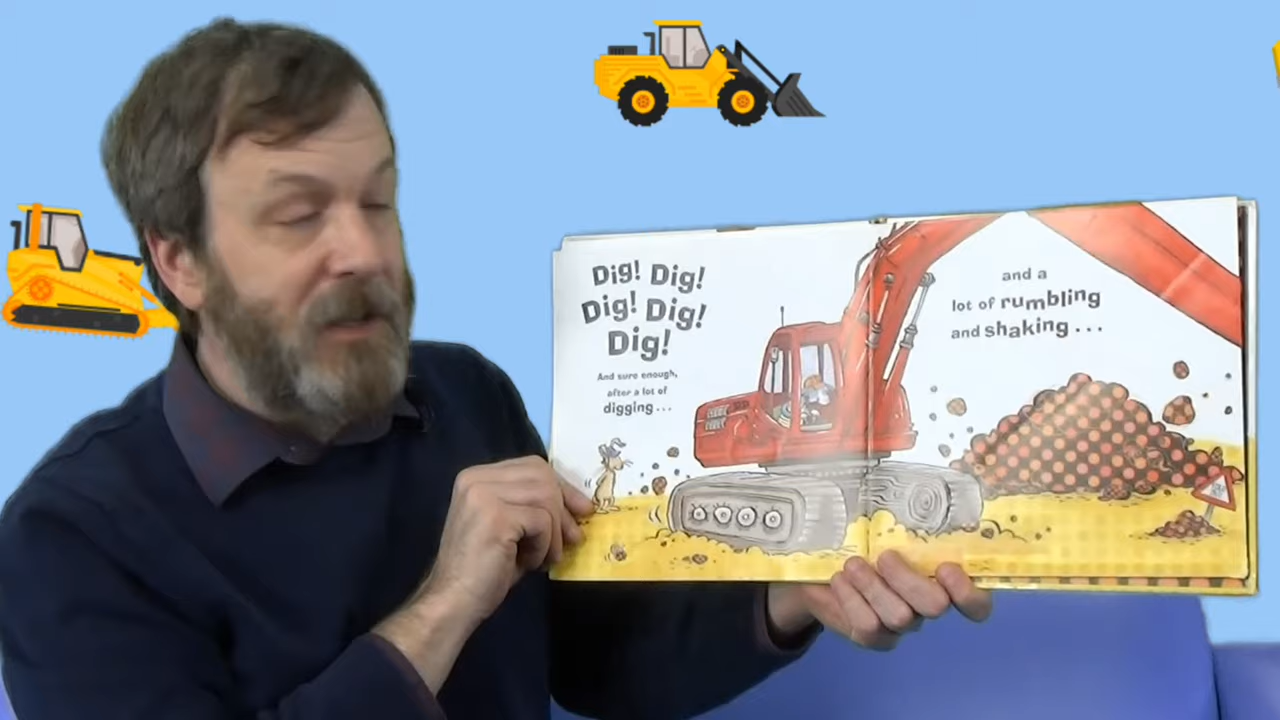 Dig! Dig!
Dig! Dig!
Dig!
And sure enough,
after a lot of
digging...
and a
lot of rumbling
and shaking...